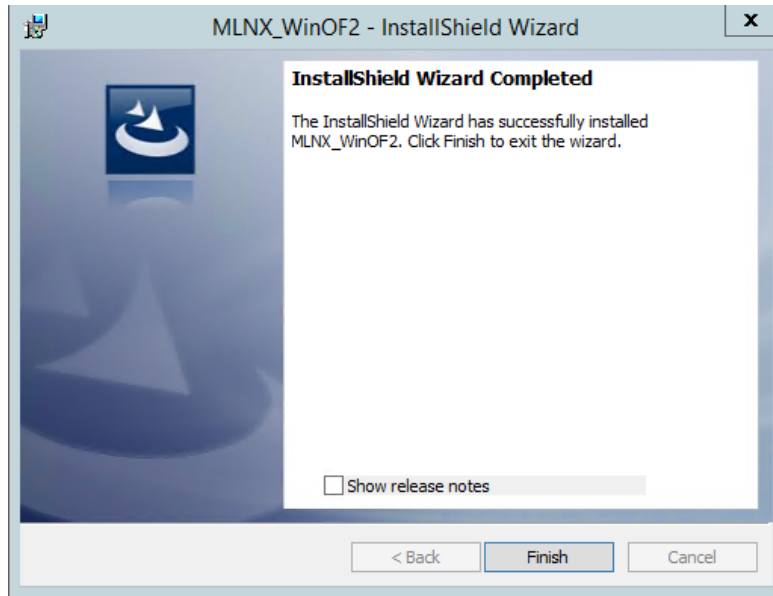 MLNX_WinOF2 - InstallShield Wizard
x
InstallShield Wizard Completed
The InstallShield Wizard has successfully installed
MLNX_WinOF2. Click Finish to exit the wizard.
Show release notes
< Back
Finish
Cancel